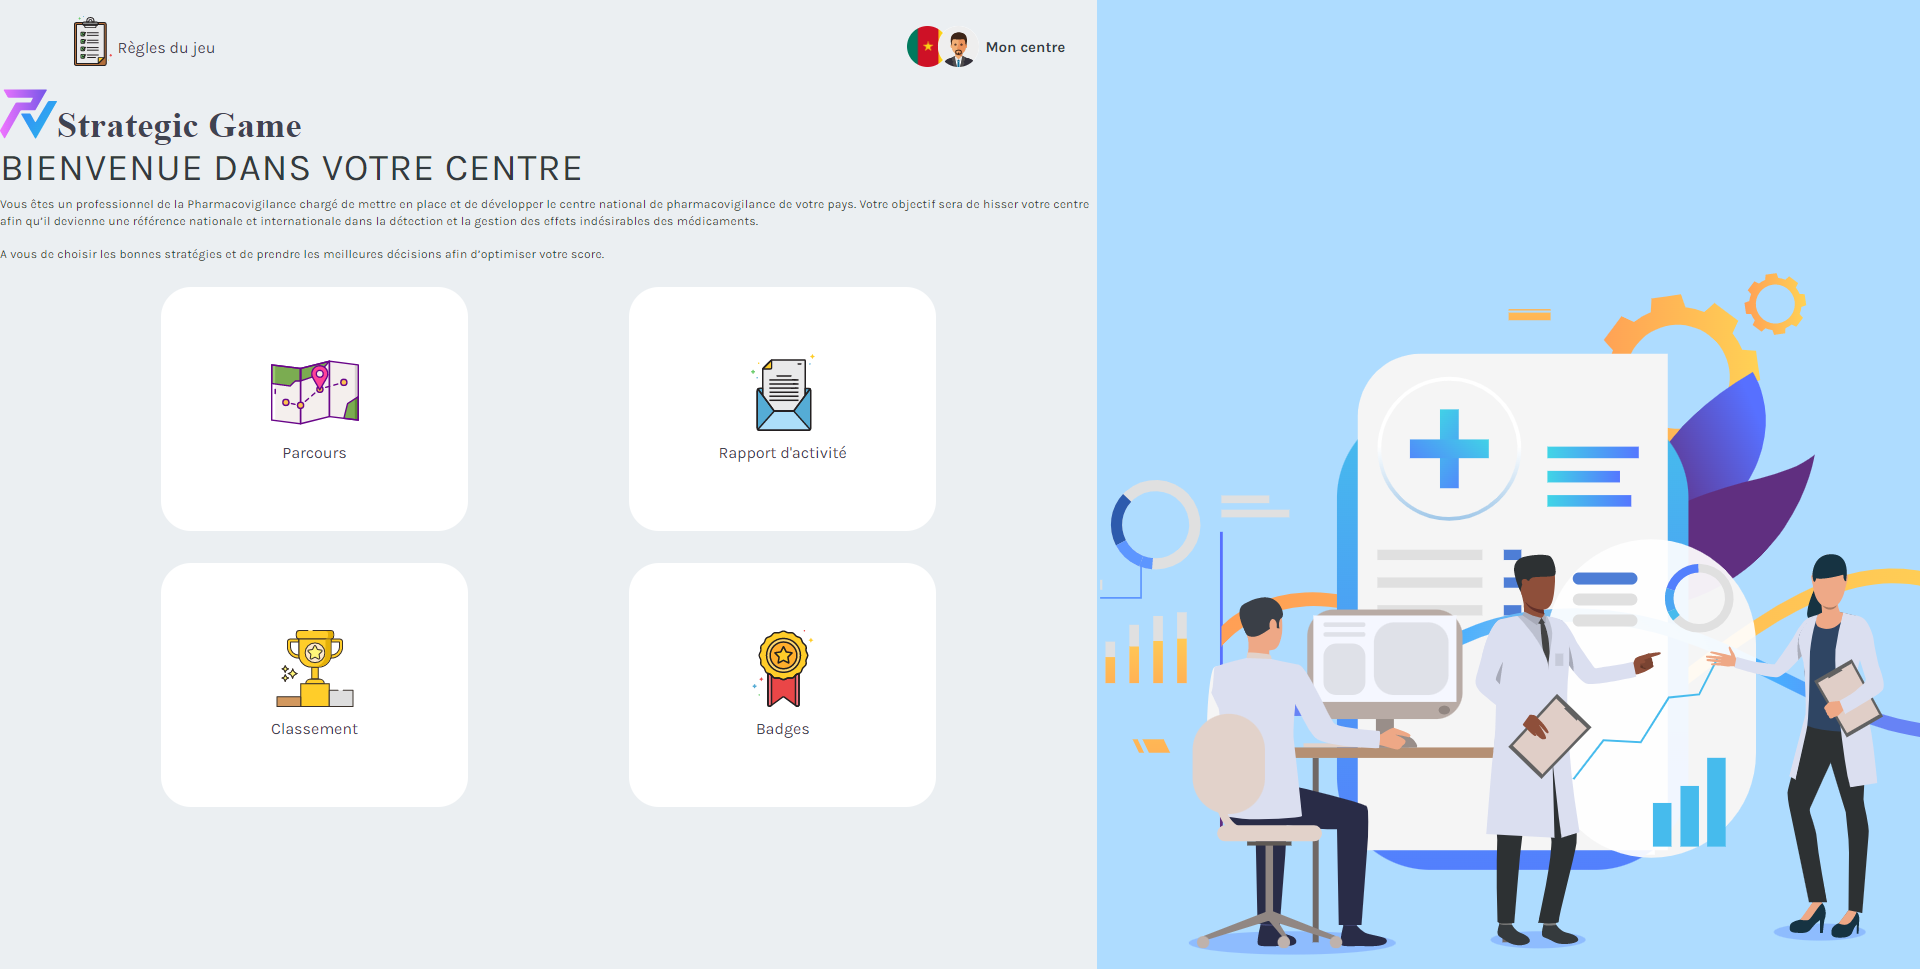 Règles du jeu
Mon centre
Strategic Game
BIENVENUE DANS VOTRE CENTRE
Vous êtes un professionnel de la Pharmacovigilance chargé de mettre en place et de développer le centre national de pharmacovigilance de votre pays. Votre objectif sera de hisser votre centre
afin qu'il devienne une référence nationale et internationale dans la détection et la gestion des effets indésirables des médicaments.
A vous de choisir les bonnes stratégies et de prendre les meilleures décisions afin d'optimiser votre score.
Parcours
Rapport d'activité
Classement
Badges